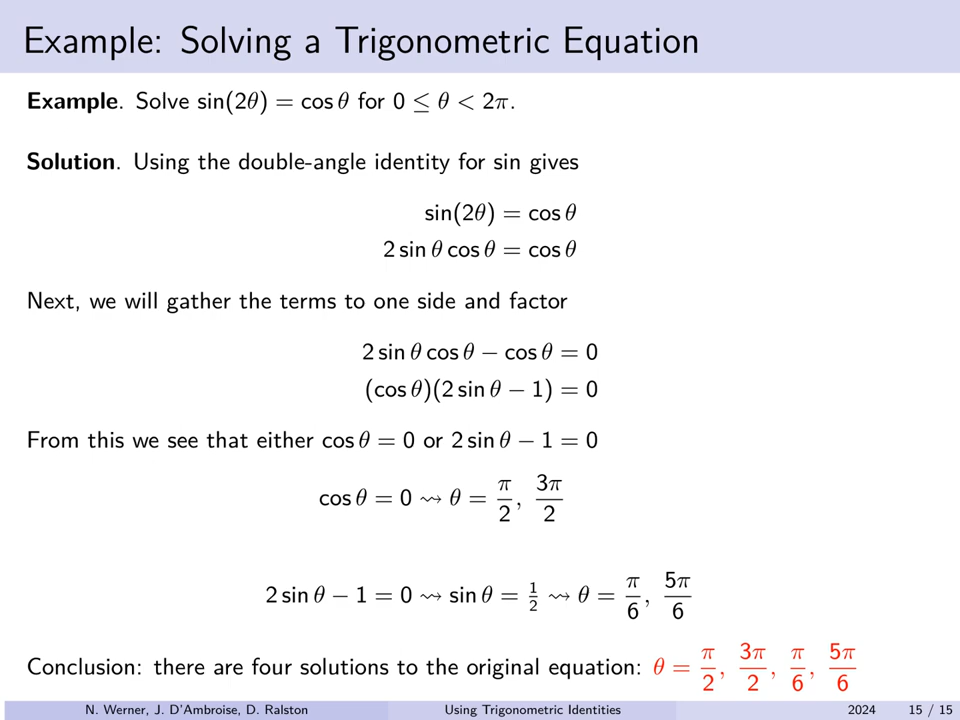 Example: Solving a Trigonometric Equation
Example. Solve sin(2θ) = cos θ for 0 ≤ θ < 2π.
Solution. Using the double-angle identity for sin gives
sin(2θ) = cos θ
2 sin θ cos θ = cos θ
Next, we will gather the terms to one side and factor
2 sin θ cos θ − cos θ = 0
(cos θ)(2 sin θ − 1) = 0
From this we see that either cos θ = 0 or 2 sin θ − 1 = 0
cos θ = 0 ⇝ θ = π/2, 3π/2
2 sin θ − 1 = 0 ⇝ sin θ = 1/2 ⇝ θ = π/6, 5π/6
Conclusion: there are four solutions to the original equation: θ = π/2, 3π/2, π/6, 5π/6
N. Werner, J. D'Ambroise, D. Ralston Using Trigonometric Identities 2024 15 / 15